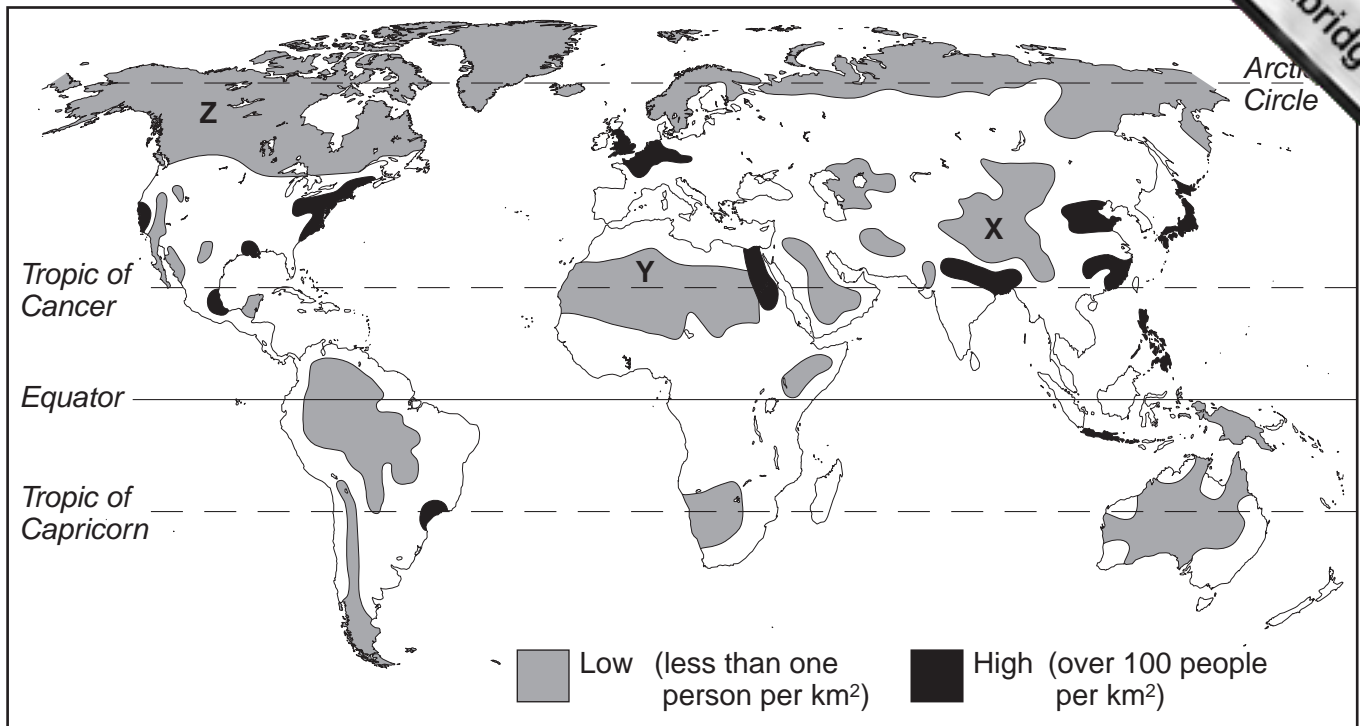 Arctic
Circle
Z
X
Y
Tropic of
Cancer
Equator
Tropic of
Capricorn
Low (less than one
person per km²)
High (over 100 people
per km²)